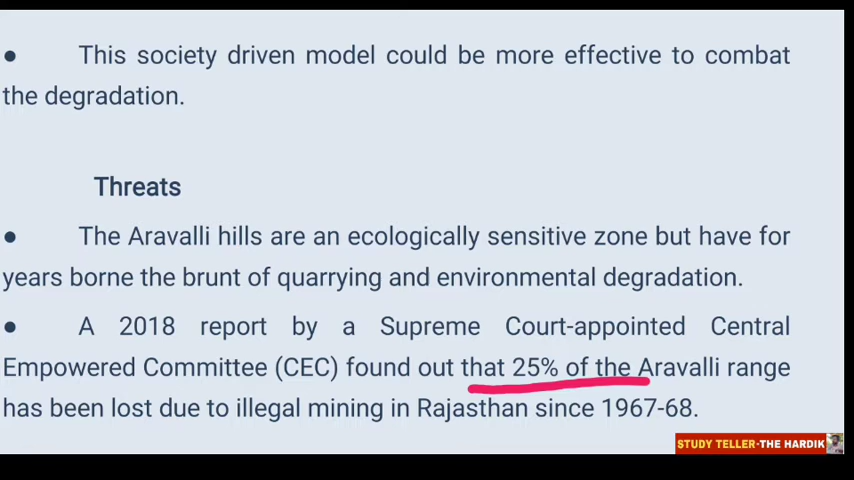 ● This society driven model could be more effective to combat
the degradation.
Threats
● The Aravalli hills are an ecologically sensitive zone but have for
years borne the brunt of quarrying and environmental degradation.
● A 2018 report by a Supreme Court-appointed Central
Empowered Committee (CEC) found out that 25% of the Aravalli range
has been lost due to illegal mining in Rajasthan since 1967-68.
STUDY TELLER-THE HARDIK